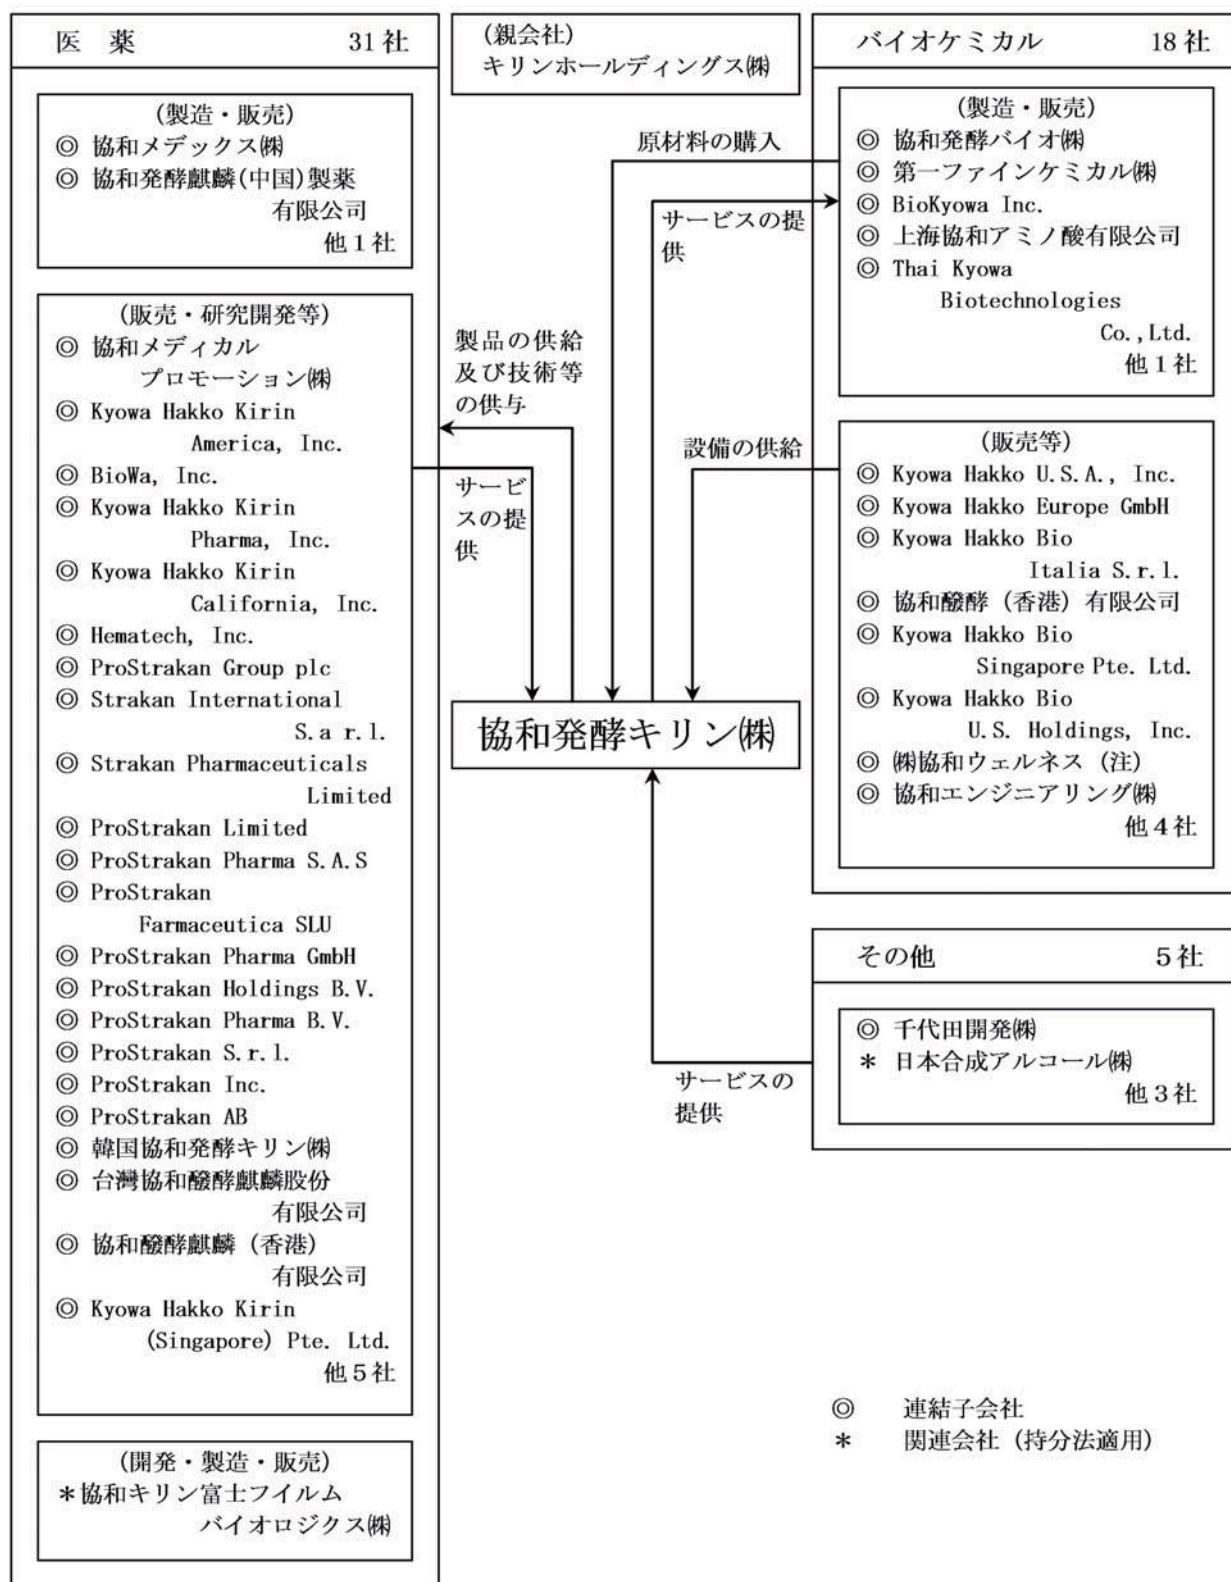 医　薬　31社
(製造・販売)
◎ 協和メデックス㈱
◎ 協和発酵麒麟(中国)製薬
有限公司
他１社
(販売・研究開発等)
◎ 協和メディカル
プロモーション㈱
◎ Kyowa Hakko Kirin
America, Inc.
◎ BioWa, Inc.
◎ Kyowa Hakko Kirin
Pharma, Inc.
◎ Kyowa Hakko Kirin
California, Inc.
◎ Hematech, Inc.
◎ ProStrakan Group plc
◎ Strakan International
S.a r.l.
◎ Strakan Pharmaceuticals
Limited
◎ ProStrakan Limited
◎ ProStrakan Pharma S.A.S
◎ ProStrakan
Farmaceutica SLU
◎ ProStrakan Pharma GmbH
◎ ProStrakan Holdings B.V.
◎ ProStrakan Pharma B.V.
◎ ProStrakan S.r.l.
◎ ProStrakan Inc.
◎ ProStrakan AB
◎ 韓国協和発酵キリン㈱
◎ 台灣協和醱酵麒麟股份
有限公司
◎ 協和醱酵麒麟（香港）
有限公司
◎ Kyowa Hakko Kirin
(Singapore) Pte. Ltd.
他５社
(開発・製造・販売)
＊協和キリン富士フイルム
バイオロジクス㈱
(親会社)
キリンホールディングス㈱
原材料の購入
サービスの提
供
製品の供給
及び技術等
の供与
設備の供給
サービ
スの提
供
協和発酵キリン㈱
サービスの
提供
バイオケミカル　18社
(製造・販売)
◎ 協和発酵バイオ㈱
◎ 第一ファインケミカル㈱
◎ BioKyowa Inc.
◎ 上海協和アミノ酸有限公司
◎ Thai Kyowa
Biotechnologies
Co.,Ltd.
他１社
(販売等)
◎ Kyowa Hakko U.S.A., Inc.
◎ Kyowa Hakko Europe GmbH
◎ Kyowa Hakko Bio
Italia S.r.l.
◎ 協和醱酵（香港）有限公司
◎ Kyowa Hakko Bio
Singapore Pte. Ltd.
◎ Kyowa Hakko Bio
U.S. Holdings, Inc.
◎ ㈱協和ウェルネス（注）
◎ 協和エンジニアリング㈱
他４社
その他　５社
◎ 千代田開発㈱
＊ 日本合成アルコール㈱
他３社
◎　連結子会社
＊　関連会社（持分法適用）